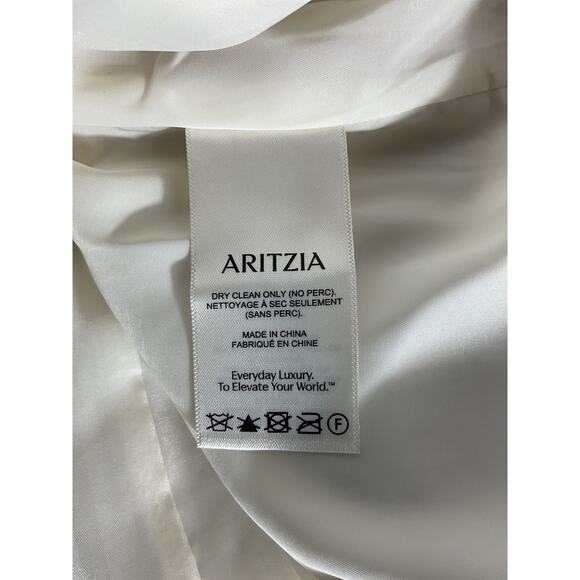 ARITZIA
DRY CLEAN ONLY (NO PERC).
NETTOYAGE À SEC SEULEMENT
(SANS PERC).
MADE IN CHINA
FABRIQUÉ EN CHINE
Everyday Luxury.
To Elevate Your World.™
F